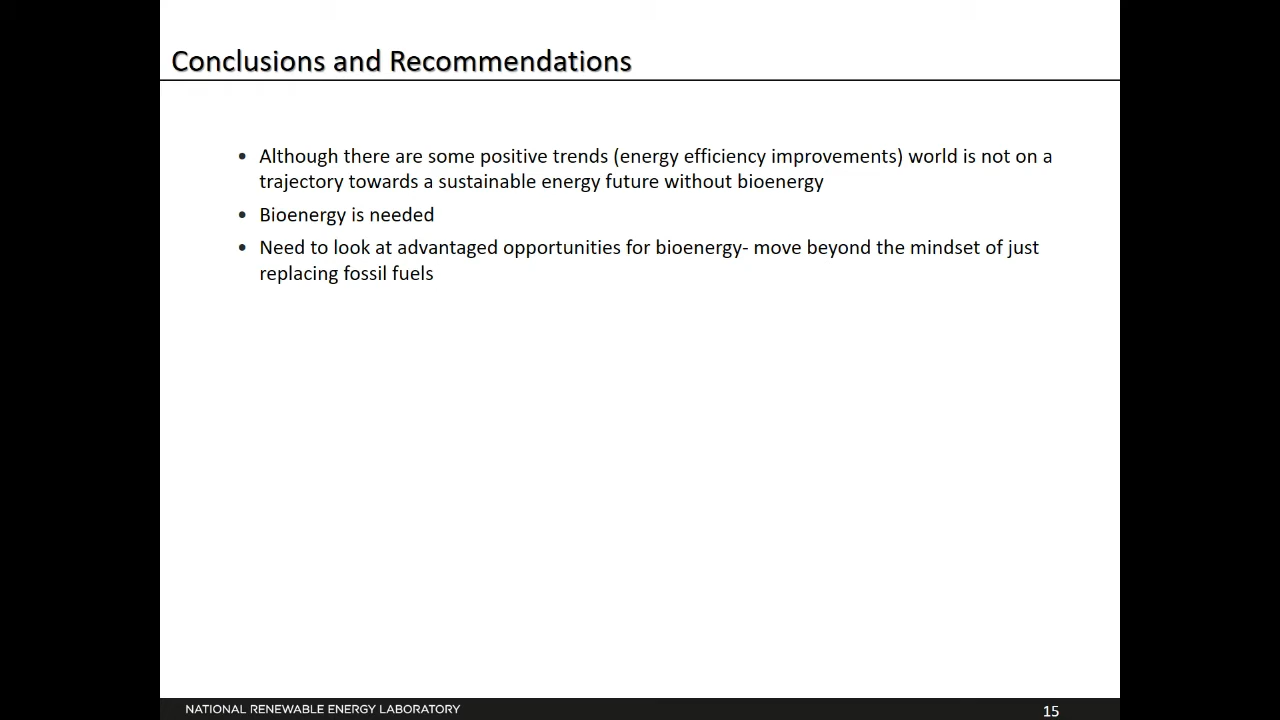 Conclusions and Recommendations
• Although there are some positive trends (energy efficiency improvements) world is not on a
trajectory towards a sustainable energy future without bioenergy
• Bioenergy is needed
• Need to look at advantaged opportunities for bioenergy- move beyond the mindset of just
replacing fossil fuels
NATIONAL RENEWABLE ENERGY LABORATORY
15